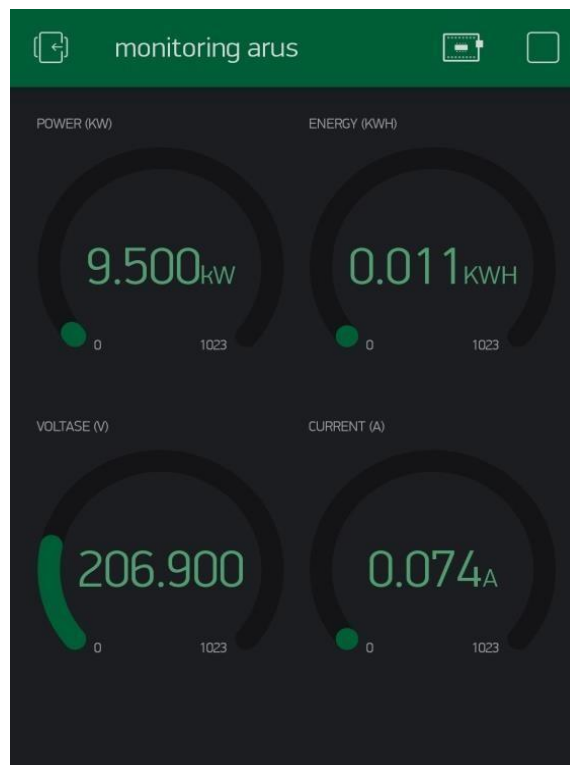 monitoring arus
POWER (KW)
ENERGY (KWH)
9.500kW
0.011KWH
0
1023
0
1023
VOLTASE (V)
CURRENT (A)
206.900
0.074A
0
1023
0
1023